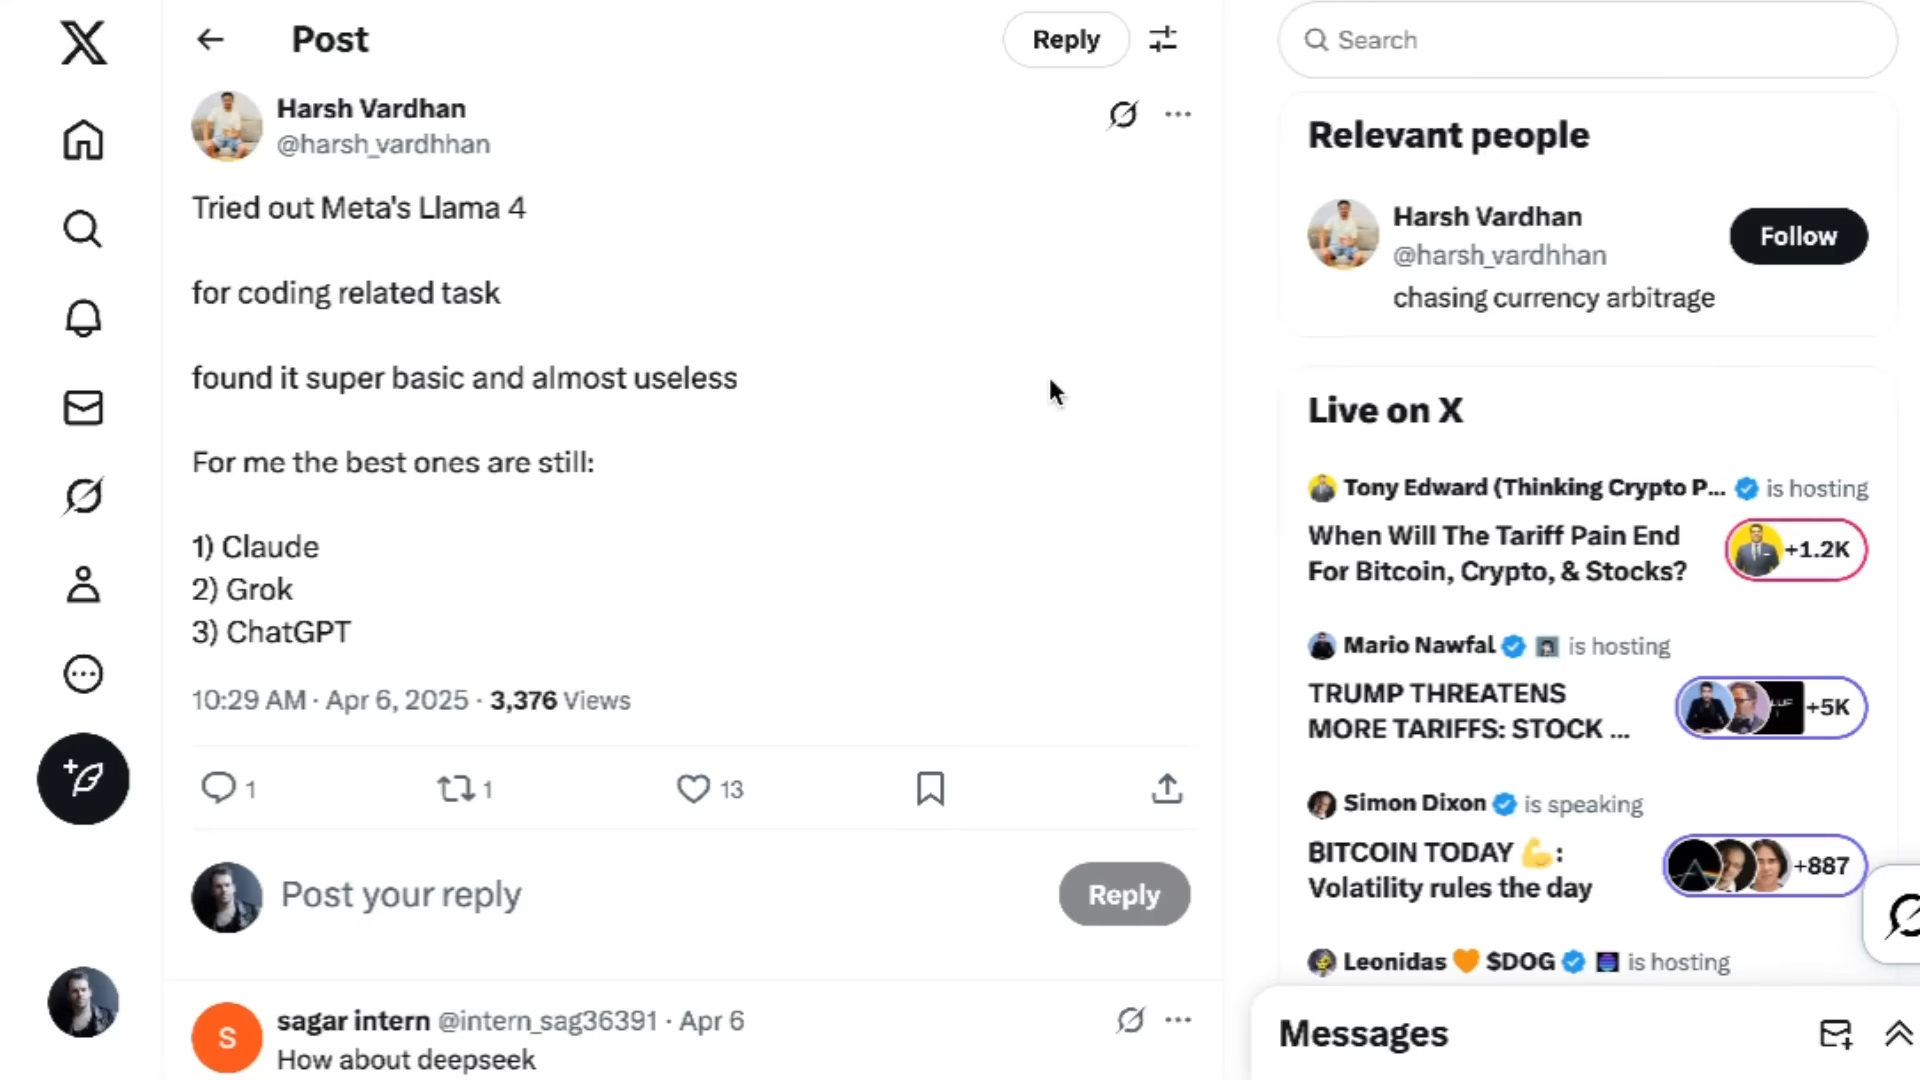 Post
Reply
Search
Harsh Vardhan
@harsh_vardhhan
Tried out Meta's Llama 4
for coding related task
found it super basic and almost useless
For me the best ones are still:
1) Claude
2) Grok
3) ChatGPT
10:29 AM · Apr 6, 2025 · 3,376 Views
1
1
13
Post your reply
Reply
sagar intern @intern_sag36391 · Apr 6
S
How about deepseek
Relevant people
Harsh Vardhan
@harsh_vardhhan
Follow
chasing currency arbitrage
Live on X
Tony Edward (Thinking Crypto P... is hosting
When Will The Tariff Pain End
For Bitcoin, Crypto, & Stocks?
+1.2K
Mario Nawfal is hosting
TRUMP THREATENS
MORE TARIFFS: STOCK ...
+5K
Simon Dixon is speaking
BITCOIN TODAY 💪:
Volatility rules the day
+887
Leonidas 🧡 $DOG is hosting
Messages